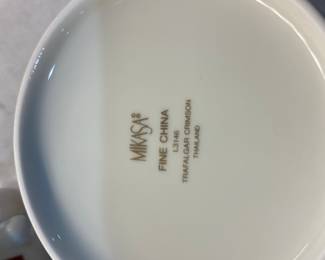 MIKASA®
FINE CHINA
L3146
TRAFALGAR CRIMSON
THAILAND